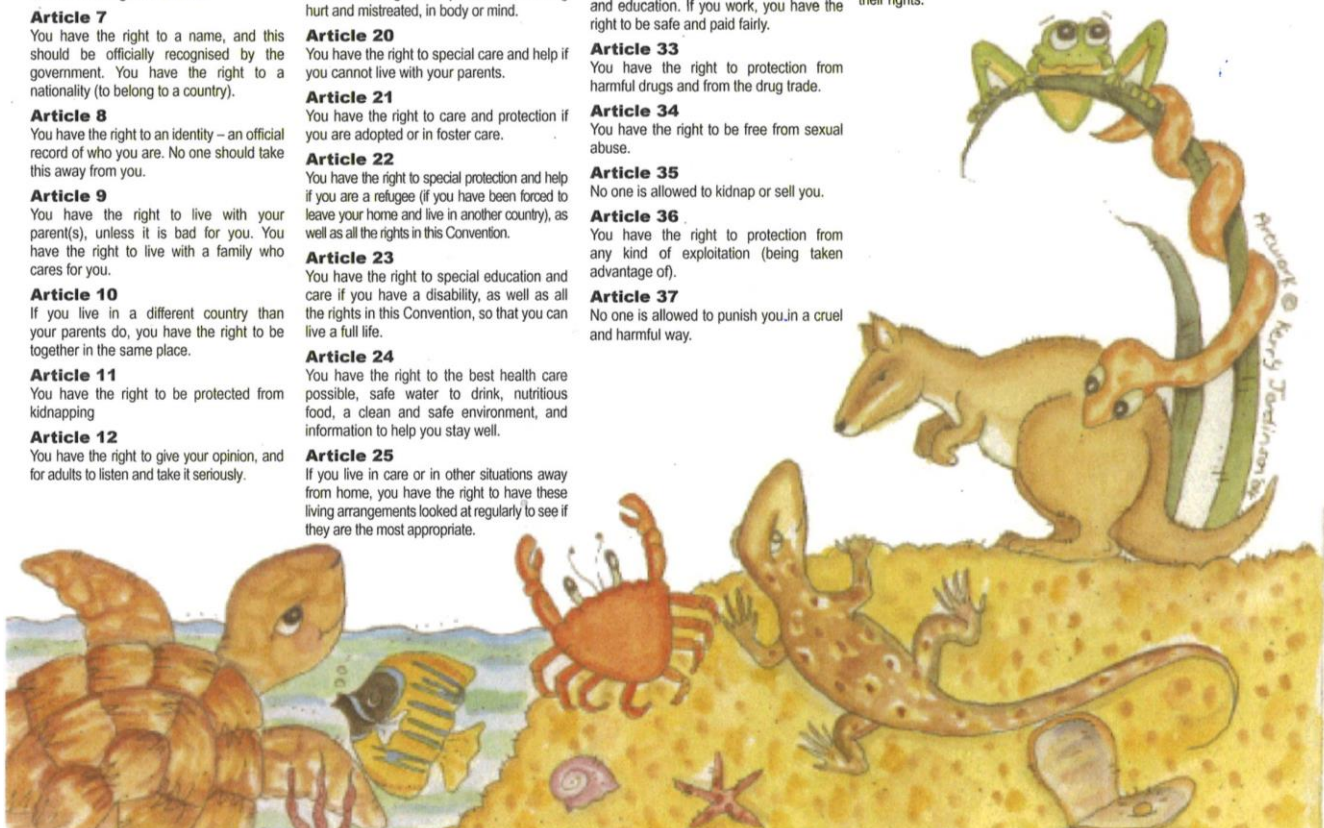 Article 7
You have the right to a name, and this
should be officially recognised by the
government. You have the right to a
nationality (to belong to a country).
Article 8
You have the right to an identity – an official
record of who you are. No one should take
this away from you.
Article 9
You have the right to live with your
parent(s), unless it is bad for you. You
have the right to live with a family who
cares for you.
Article 10
If you live in a different country than
your parents do, you have the right to be
together in the same place.
Article 11
You have the right to be protected from
kidnapping
Article 12
You have the right to give your opinion, and
for adults to listen and take it seriously.
hurt and mistreated, in body or mind.
Article 20
You have the right to special care and help if
you cannot live with your parents.
Article 21
You have the right to care and protection if
you are adopted or in foster care.
Article 22
You have the right to special protection and help
if you are a refugee (if you have been forced to
leave your home and live in another country), as
well as all the rights in this Convention.
Article 23
You have the right to special education and
care if you have a disability, as well as all
the rights in this Convention, so that you can
live a full life.
Article 24
You have the right to the best health care
possible, safe water to drink, nutritious
food, a clean and safe environment, and
information to help you stay well.
Article 25
If you live in care or in other situations away
from home, you have the right to have these
living arrangements looked at regularly to see if
they are the most appropriate.
and education. If you work, you have the
right to be safe and paid fairly.
Article 33
You have the right to protection from
harmful drugs and from the drug trade.
Article 34
You have the right to be free from sexual
abuse.
Article 35
No one is allowed to kidnap or sell you.
Article 36
You have the right to protection from
any kind of exploitation (being taken
advantage of).
Article 37
No one is allowed to punish you in a cruel
and harmful way.
their rights.
Artwork © Kerry